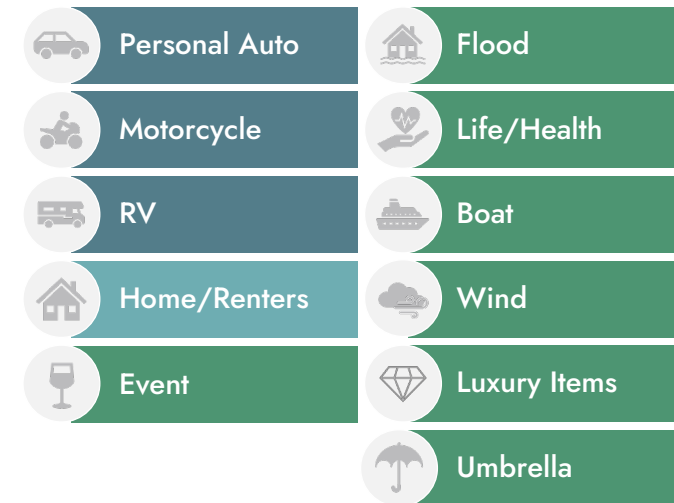 Personal Auto
Motorcycle
RV
Home/Renters
Event
Flood
Life/Health
Boat
Wind
Luxury Items
Umbrella